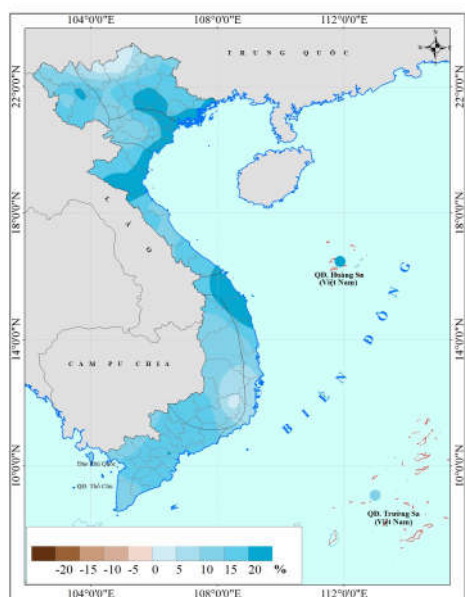 104°0'0"N 108°0'0"N 112°0'0"N
N
TRUNG QUỐC
22°0'0"N 22°0'0"N
LÀO
18°0'0"N 18°0'0"N
QĐ. Hoàng Sa
(Việt Nam)
BIỂN ĐÔNG
14°0'0"N 14°0'0"N
CAM PU CHIA
10°0'0"N 10°0'0"N
Đảo Phú Quốc
QĐ. Thổ Chu
QĐ. Trường Sa
(Việt Nam)
-20 -15 -10 -5 0 5 10 15 20 %
104°0'0"N 108°0'0"N 112°0'0"N